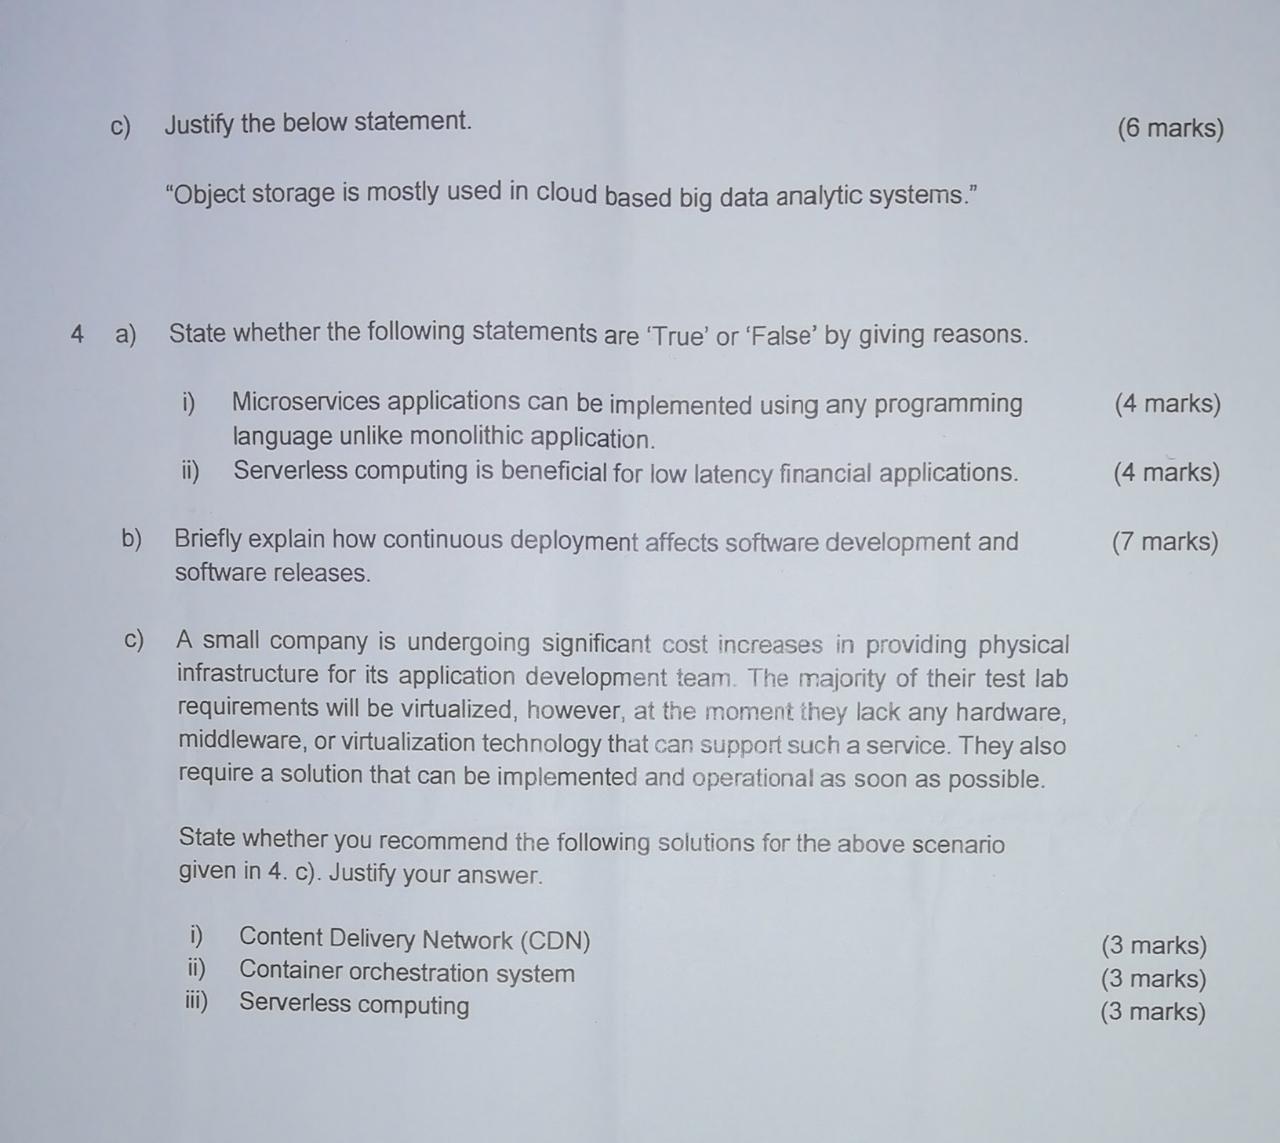 c) Justify the below statement. (6 marks)
“Object storage is mostly used in cloud based big data analytic systems.”
4 a) State whether the following statements are ‘True’ or ‘False’ by giving reasons.
i) Microservices applications can be implemented using any programming (4 marks)
language unlike monolithic application.
ii) Serverless computing is beneficial for low latency financial applications. (4 marks)
b) Briefly explain how continuous deployment affects software development and (7 marks)
software releases.
c) A small company is undergoing significant cost increases in providing physical
infrastructure for its application development team. The majority of their test lab
requirements will be virtualized, however, at the moment they lack any hardware,
middleware, or virtualization technology that can support such a service. They also
require a solution that can be implemented and operational as soon as possible.
State whether you recommend the following solutions for the above scenario
given in 4. c). Justify your answer.
i) Content Delivery Network (CDN) (3 marks)
ii) Container orchestration system (3 marks)
iii) Serverless computing (3 marks)